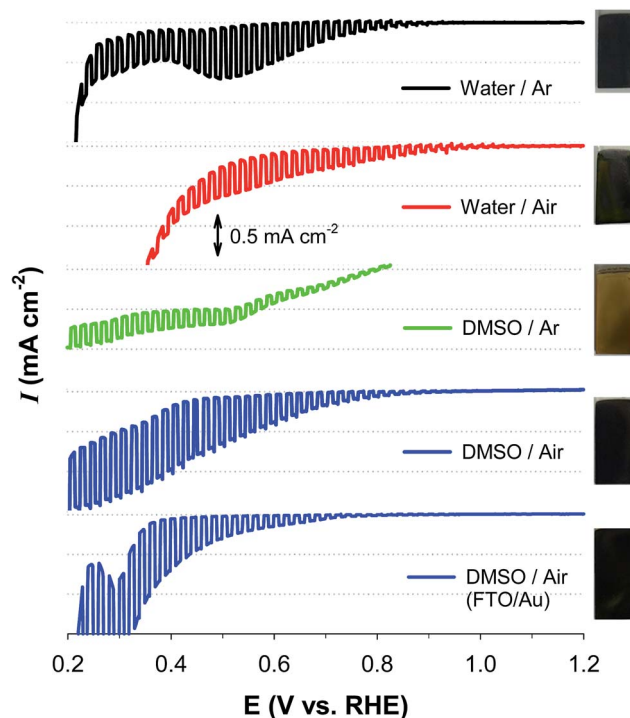 Water / Ar
Water / Air
0.5 mA cm⁻²
DMSO / Ar
DMSO / Air
DMSO / Air
(FTO/Au)
I (mA cm⁻²)
0.2 0.4 0.6 0.8 1.0 1.2
E (V vs. RHE)